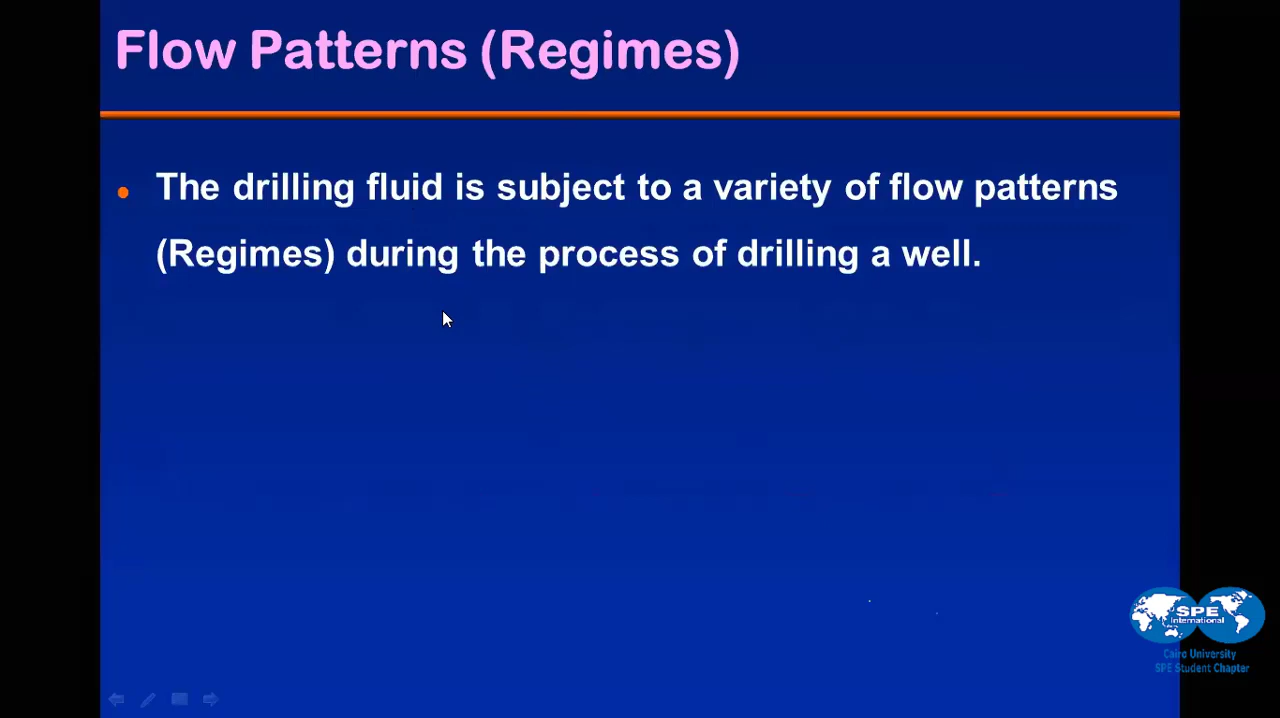 Flow Patterns (Regimes)
• The drilling fluid is subject to a variety of flow patterns
(Regimes) during the process of drilling a well.
SPE
International
Cairo University
SPE Student Chapter